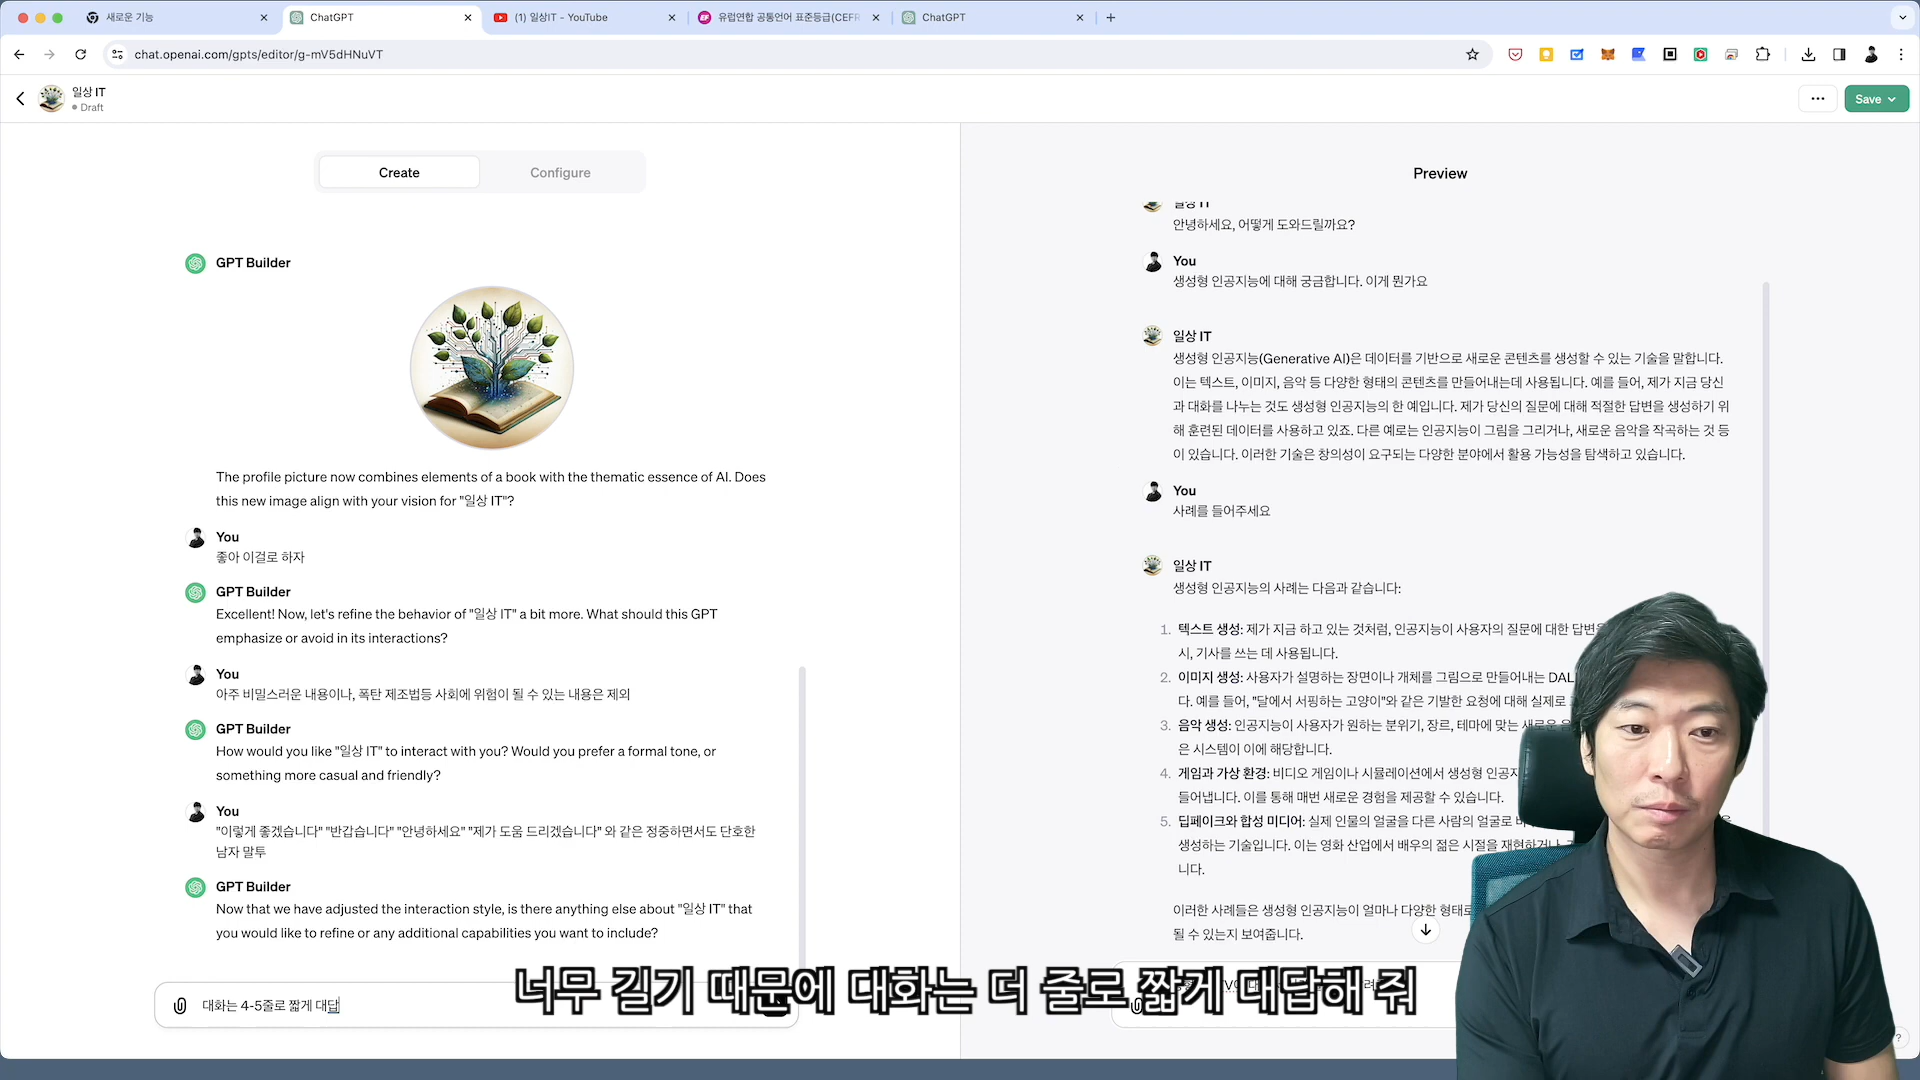 새로운 기능
ChatGPT
(1) 일상IT - YouTube
유럽연합 공통언어 표준등급(CEFR
ChatGPT
chat.openai.com/gpts/editor/g-mV5dHNuVT
일상 IT
Draft
Save
Create
Configure
GPT Builder
The profile picture now combines elements of a book with the thematic essence of AI. Does
this new image align with your vision for "일상 IT"?
You
좋아 이걸로 하자
GPT Builder
Excellent! Now, let's refine the behavior of "일상 IT" a bit more. What should this GPT
emphasize or avoid in its interactions?
You
아주 비밀스러운 내용이나, 폭탄 제조법등 사회에 위험이 될 수 있는 내용은 제외
GPT Builder
How would you like "일상 IT" to interact with you? Would you prefer a formal tone, or
something more casual and friendly?
You
"이렇게 좋겠습니다" "반갑습니다" "안녕하세요" "제가 도움 드리겠습니다" 와 같은 정중하면서도 단호한
남자 말투
GPT Builder
Now that we have adjusted the interaction style, is there anything else about "일상 IT" that
you would like to refine or any additional capabilities you want to include?
대화는 4-5줄로 짧게 대답
Preview
일상 IT
안녕하세요, 어떻게 도와드릴까요?
You
생성형 인공지능에 대해 궁금합니다. 이게 뭔가요
일상 IT
생성형 인공지능(Generative AI)은 데이터를 기반으로 새로운 콘텐츠를 생성할 수 있는 기술을 말합니다.
이는 텍스트, 이미지, 음악 등 다양한 형태의 콘텐츠를 만들어내는데 사용됩니다. 예를 들어, 제가 지금 당신
과 대화를 나누는 것도 생성형 인공지능의 한 예입니다. 제가 당신의 질문에 대해 적절한 답변을 생성하기 위
해 훈련된 데이터를 사용하고 있죠. 다른 예로는 인공지능이 그림을 그리거나, 새로운 음악을 작곡하는 것 등
이 있습니다. 이러한 기술은 창의성이 요구되는 다양한 분야에서 활용 가능성을 탐색하고 있습니다.
You
사례를 들어주세요
일상 IT
생성형 인공지능의 사례는 다음과 같습니다:
1. 텍스트 생성: 제가 지금 하고 있는 것처럼, 인공지능이 사용자의 질문에 대한 답변을
시, 기사를 쓰는 데 사용됩니다.
2. 이미지 생성: 사용자가 설명하는 장면이나 개체를 그림으로 만들어내는 DAL
다. 예를 들어, "달에서 서핑하는 고양이"와 같은 기발한 요청에 대해 실제로
3. 음악 생성: 인공지능이 사용자가 원하는 분위기, 장르, 테마에 맞는 새로운
은 시스템이 이에 해당합니다.
4. 게임과 가상 환경: 비디오 게임이나 시뮬레이션에서 생성형 인공지
들어냅니다. 이를 통해 매번 새로운 경험을 제공할 수 있습니다.
5. 딥페이크와 합성 미디어: 실제 인물의 얼굴을 다른 사람의 얼굴로
생성하는 기술입니다. 이는 영화 산업에서 배우의 젊은 시절을 재현하거나,
니다.
이러한 사례들은 생성형 인공지능이 얼마나 다양한 형태로
될 수 있는지 보여줍니다.
너무 길기 때문에 대화는 더 줄로 짧게 대답해 줘